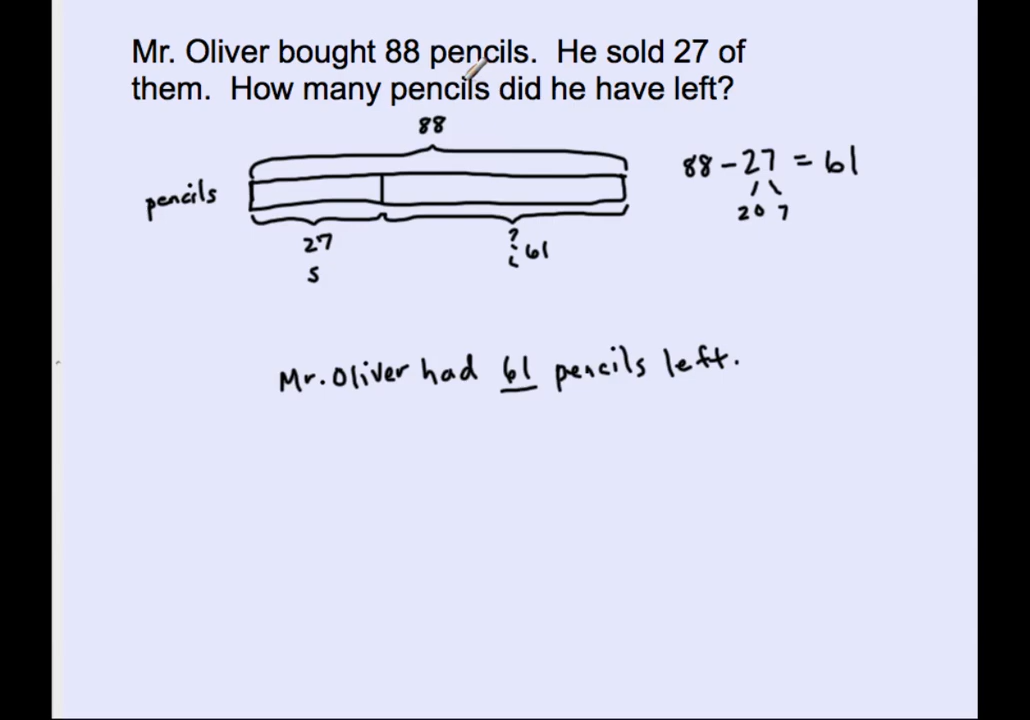 Mr. Oliver bought 88 pencils. He sold 27 of
them. How many pencils did he have left?
88
88 - 27 = 61
20 7
pencils
27
? 61
S
L
Mr. Oliver had 61 pencils left.